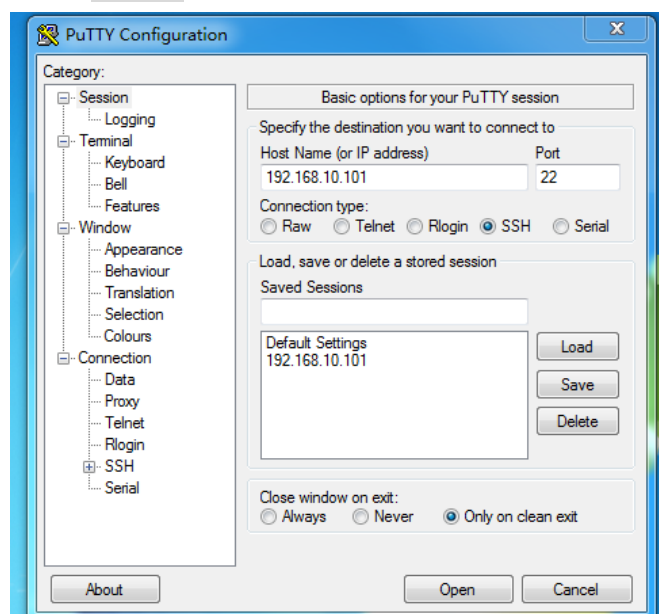 PuTTY Configuration
Category:
Session
Logging
Terminal
Keyboard
Bell
Features
Window
Appearance
Behaviour
Translation
Selection
Colours
Connection
Data
Proxy
Telnet
Rlogin
SSH
Serial
Basic options for your PuTTY session
Specify the destination you want to connect to
Host Name (or IP address) Port
192.168.10.101 22
Connection type:
Raw Telnet Rlogin SSH Serial
Load, save or delete a stored session
Saved Sessions
Default Settings
192.168.10.101
Load
Save
Delete
Close window on exit:
Always Never Only on clean exit
About Open Cancel